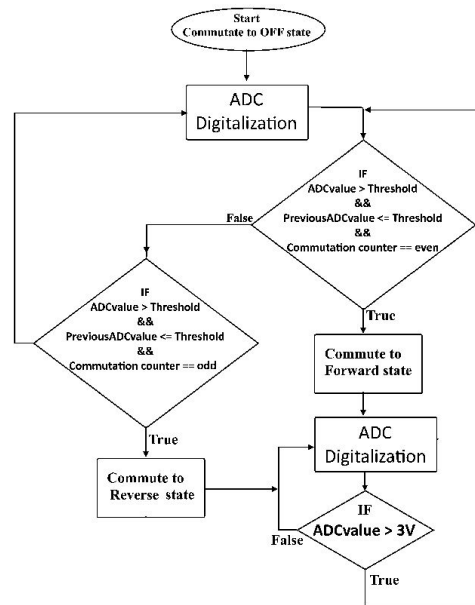 Start
Commutate to OFF state
ADC
Digitalization
IF
ADCvalue > Threshold
&&
PreviousADCvalue <= Threshold
&&
Commutation counter == even
False
True
IF
ADCvalue > Threshold
&&
PreviousADCvalue <= Threshold
&&
Commutation counter == odd
True
Commute to
Forward state
Commute to
Reverse state
ADC
Digitalization
IF
ADCvalue > 3V
False
True